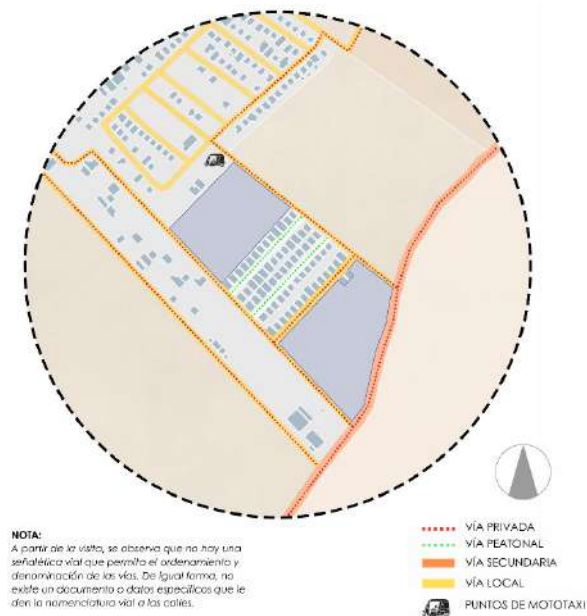 NOTA:
A partir de la visita, se observa que no hay una
señalética vial que permita el ordenamiento y
denominación de las vías. De igual forma, no
existe un documento o datos específicos que le
den la nomenclatura vial a las calles.
VÍA PRIVADA
VÍA PEATONAL
VÍA SECUNDARIA
VÍA LOCAL
PUNTOS DE MOTOTAXI